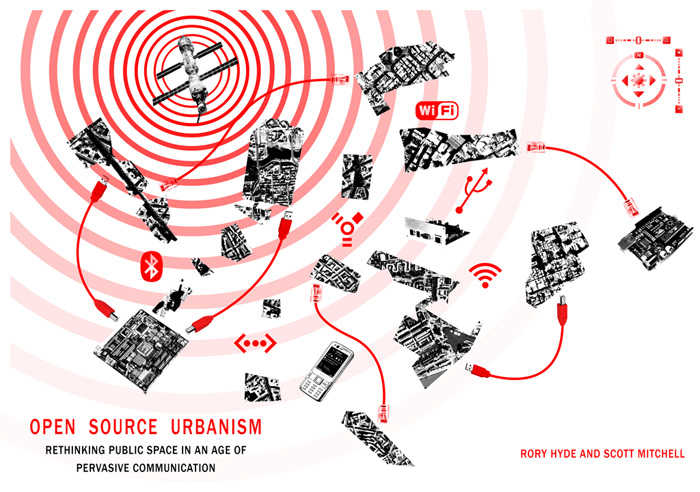 WiFi
OPEN SOURCE URBANISM
RETHINKING PUBLIC SPACE IN AN AGE OF
PERVASIVE COMMUNICATION
RORY HYDE AND SCOTT MITCHELL